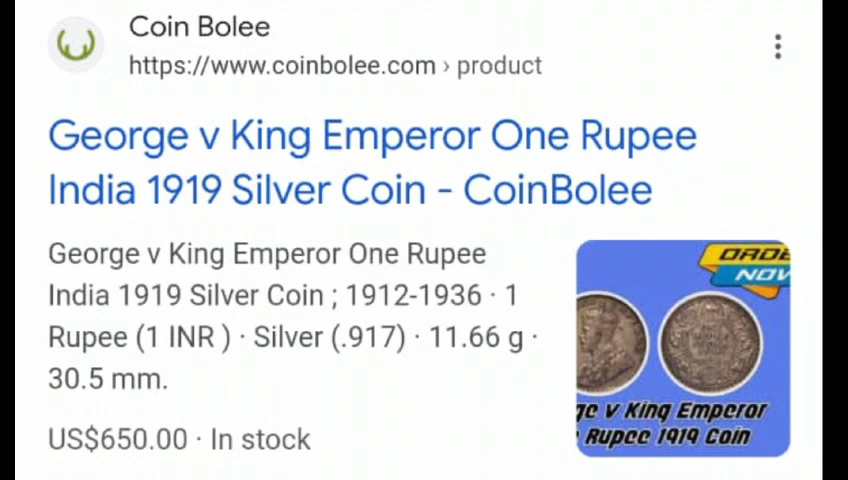 Coin Bolee
https://www.coinbolee.com › product
George v King Emperor One Rupee
India 1919 Silver Coin - CoinBolee
George v King Emperor One Rupee
India 1919 Silver Coin ; 1912-1936 · 1
Rupee (1 INR ) · Silver (.917) · 11.66 g ·
30.5 mm.
US$650.00 · In stock
ORDE
NOW
ge v King Emperor
Rupee 1919 Coin